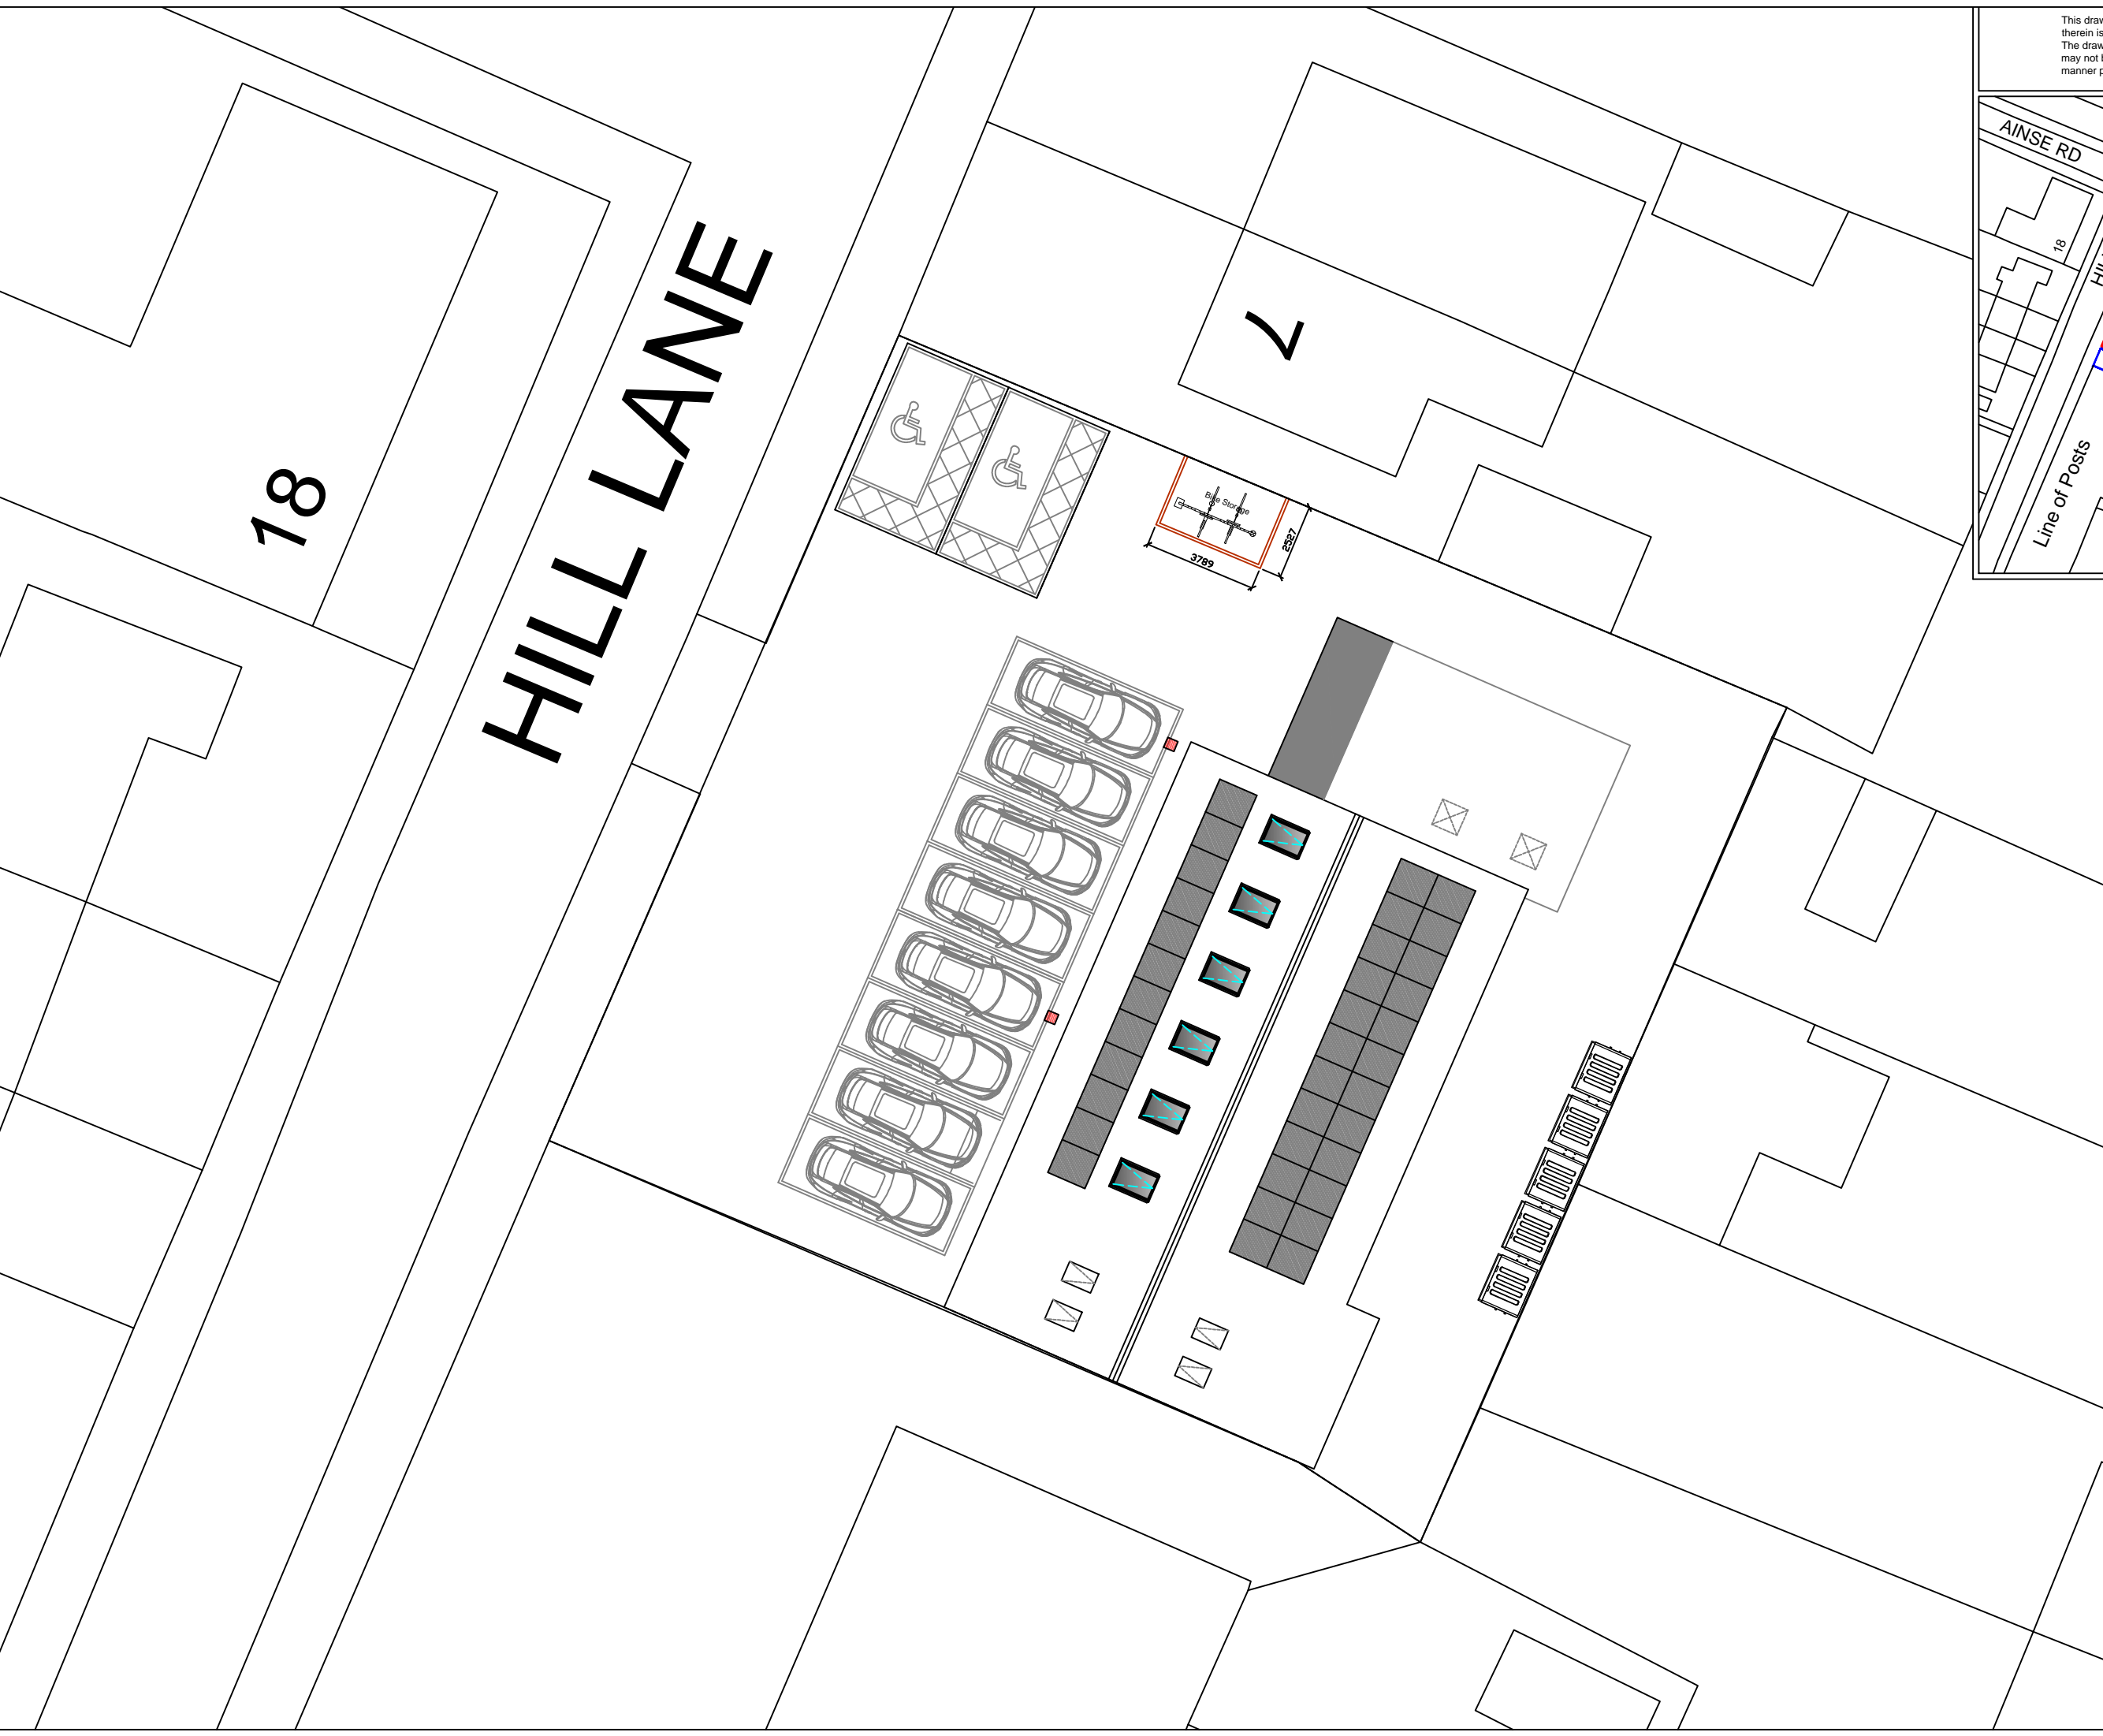 HILL LANE
18
7
Bike Storage
3789
2527
This draw
therein is
The draw
may not b
manner p
AINSE RD
18
Line of Posts